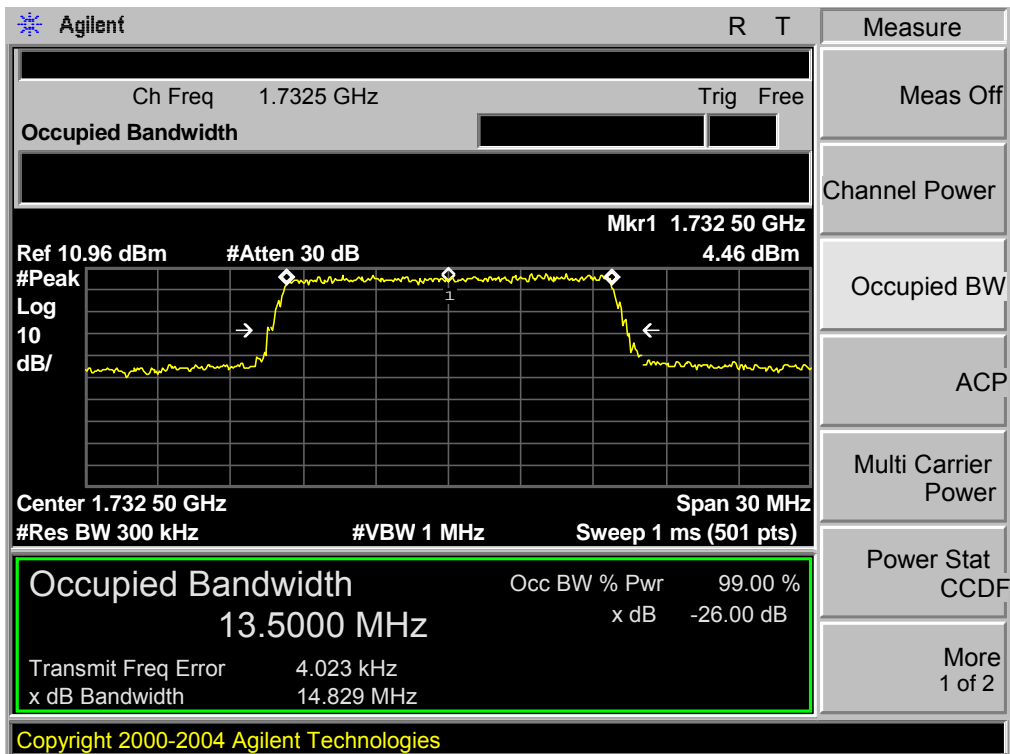 Agilent R T Measure
Ch Freq 1.7325 GHz Trig Free
Occupied Bandwidth
Meas Off
Channel Power
Mkr1 1.732 50 GHz
Ref 10.96 dBm #Atten 30 dB 4.46 dBm
#Peak
Log
10
dB/
1
Occupied BW
ACP
Multi Carrier
Power
Center 1.732 50 GHz Span 30 MHz
#Res BW 300 kHz #VBW 1 MHz Sweep 1 ms (501 pts)
Occupied Bandwidth
13.5000 MHz
Occ BW % Pwr 99.00 %
x dB -26.00 dB
Transmit Freq Error 4.023 kHz
x dB Bandwidth 14.829 MHz
Power Stat
CCDF
More
1 of 2
Copyright 2000-2004 Agilent Technologies